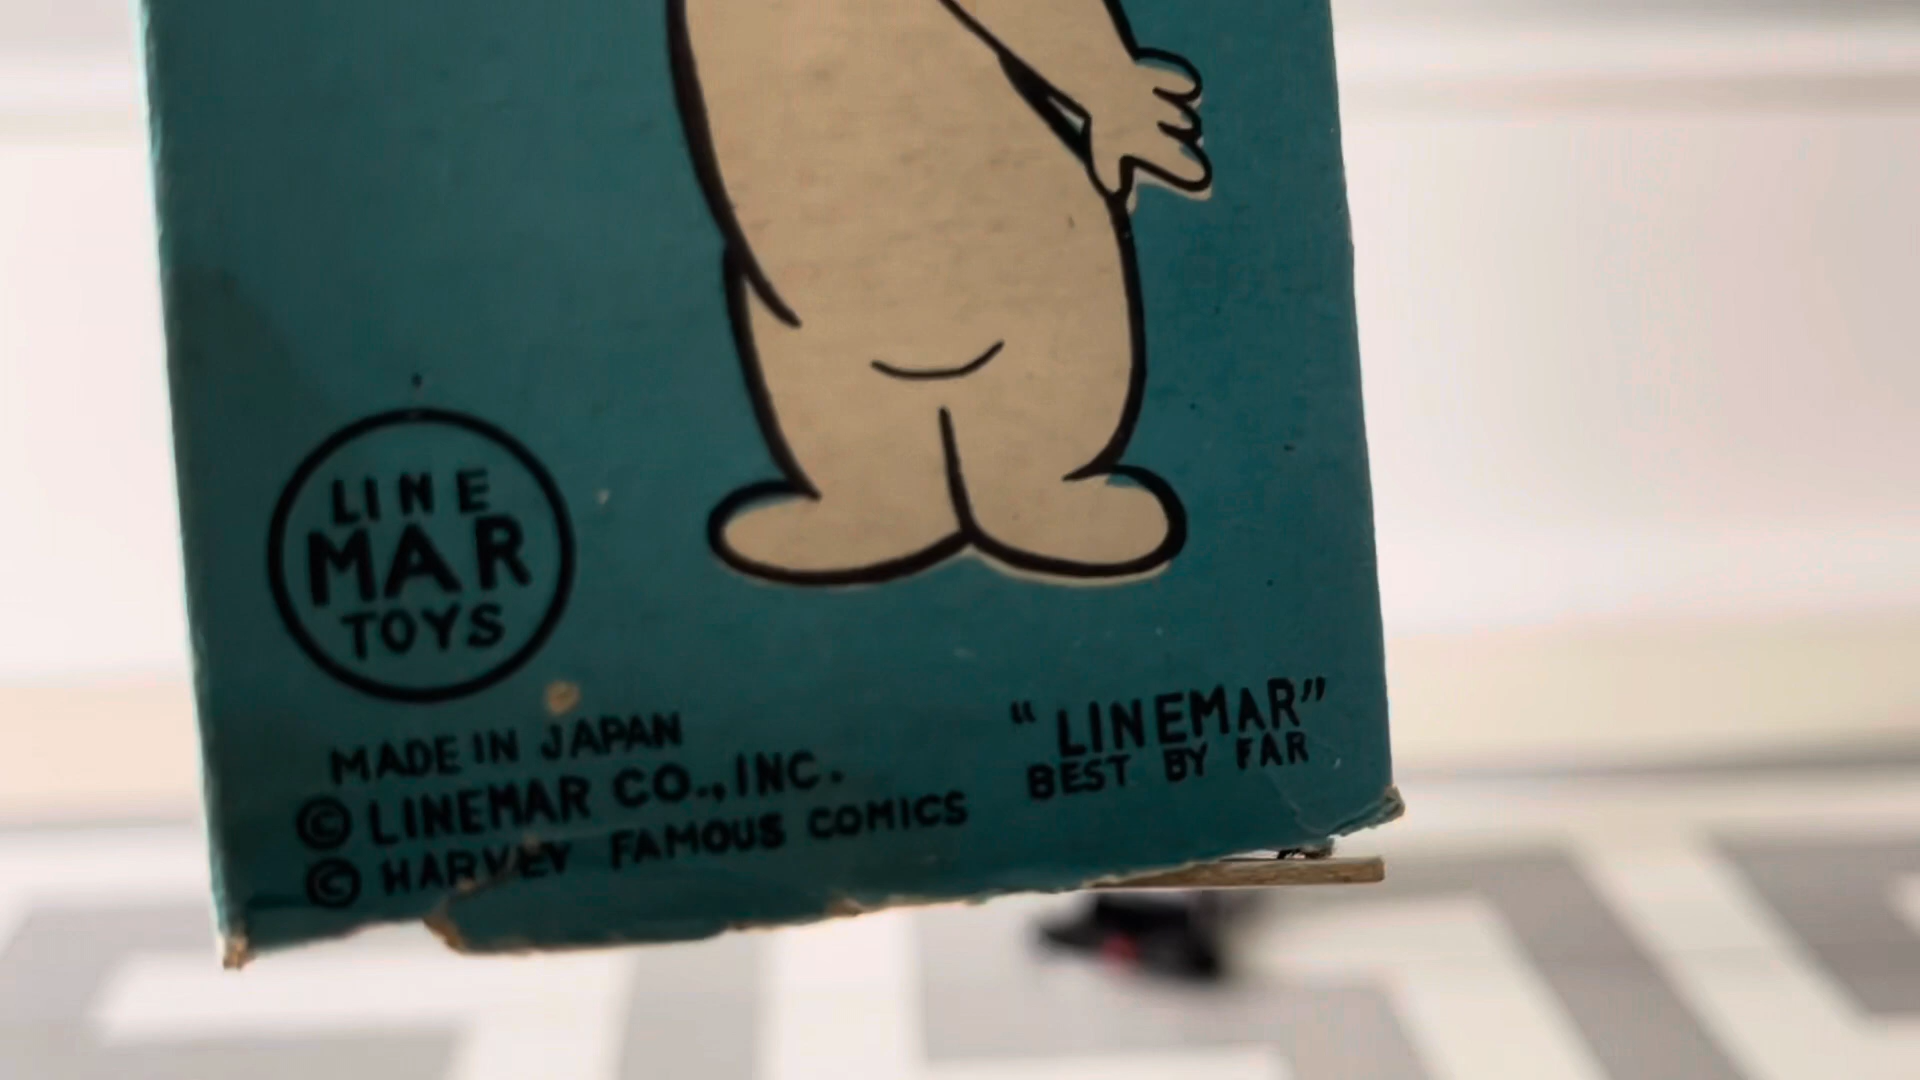 LINE
MAR
TOYS
MADE IN JAPAN
© LINEMAR CO., INC.
© HARVEY FAMOUS COMICS
“LINEMAR”
BEST BY FAR